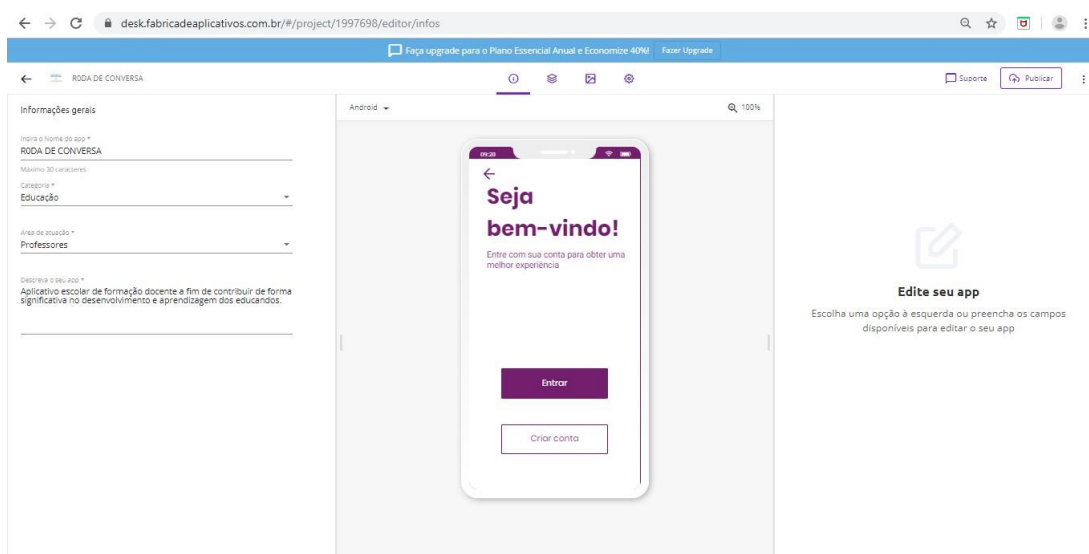 desk.fabricadeaplicativos.com.br/#/project/1997698/editor/infos
Faça upgrade para o Plano Essencial Anual e Economize 40%! Fazer Upgrade
RODA DE CONVERSA
Suporte
Publicar
Informações gerais
Insira o Nome do app *
RODA DE CONVERSA
Máximo 30 caracteres
Categoria *
Educação
Área de atuação *
Professores
Descreva o seu app *
Aplicativo escolar de formação docente a fim de contribuir de forma
significativa no desenvolvimento e aprendizagem dos educandos.
Android
100%
09:20
Seja
bem-vindo!
Entre com sua conta para obter uma
melhor experiência
Entrar
Criar conta
Edite seu app
Escolha uma opção à esquerda ou preencha os campos
disponíveis para editar o seu app